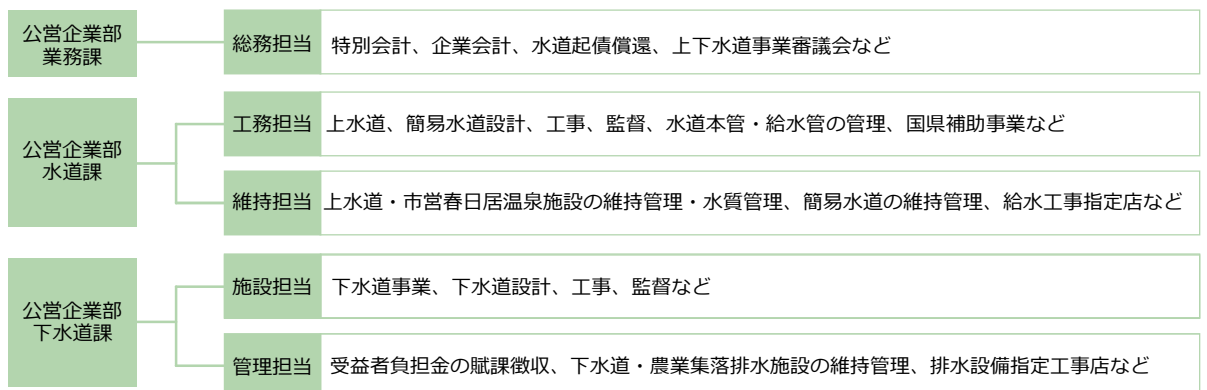 公営企業部
業務課
総務担当
特別会計、企業会計、水道起債償還、上下水道事業審議会など
公営企業部
水道課
工務担当
上水道、簡易水道設計、工事、監督、水道本管・給水管の管理、国県補助事業など
維持担当
上水道・市営春日居温泉施設の維持管理・水質管理、簡易水道の維持管理、給水工事指定店など
公営企業部
下水道課
施設担当
下水道事業、下水道設計、工事、監督など
管理担当
受益者負担金の賦課徴収、下水道・農業集落排水施設の維持管理、排水設備指定工事店など